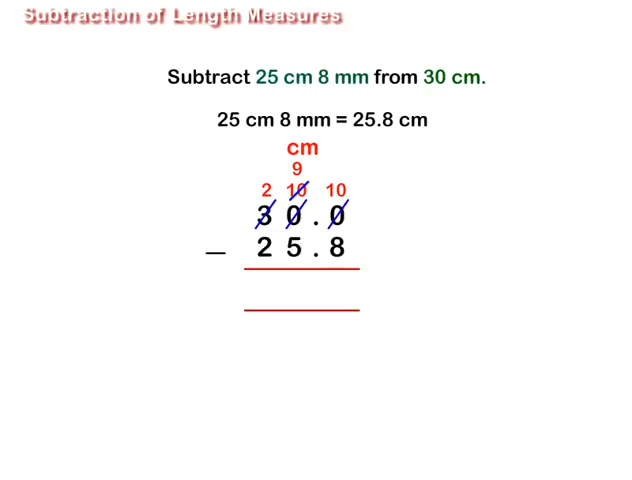 Subtraction of Length Measures
Subtract 25 cm 8 mm from 30 cm.
25 cm 8 mm = 25.8 cm
cm
9
2 10 10
3 0 . 0
— 2 5 . 8